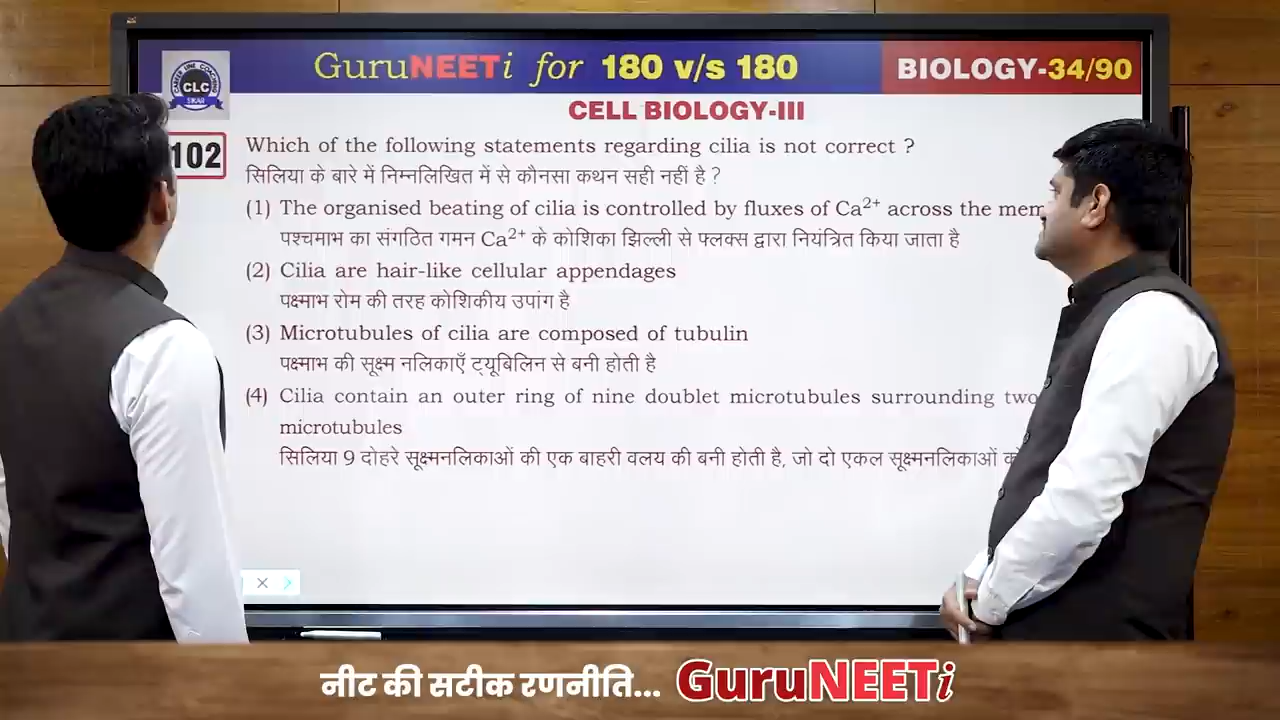 GuruNEETi for 180 v/s 180
BIOLOGY-34/90
CAREER LINE COACHING
CLC
SIKAR
CELL BIOLOGY-III
102
Which of the following statements regarding cilia is not correct ?
सिलिया के बारे में निम्नलिखित में से कौनसा कथन सही नहीं है ?
(1) The organised beating of cilia is controlled by fluxes of Ca²⁺ across the
पश्चमाभ का संगठित गमन Ca²⁺ के कोशिका झिल्ली से फ्लक्स द्वारा नियंत्रित किया जाता है
(2) Cilia are hair-like cellular appendages
पक्ष्माभ रोम की तरह कोशिकीय उपांग है
(3) Microtubules of cilia are composed of tubulin
पक्ष्माभ की सूक्ष्म नलिकाएँ ट्यूबिलिन से बनी होती है
(4) Cilia contain an outer ring of nine doublet microtubules surrounding two
microtubules
सिलिया 9 दोहरे सूक्ष्मनलिकाओं की एक बाहरी वलय की बनी होती है, जो दो एकल सूक्ष्मनलिकाओं
नीट की सटीक रणनीति... GuruNEETi